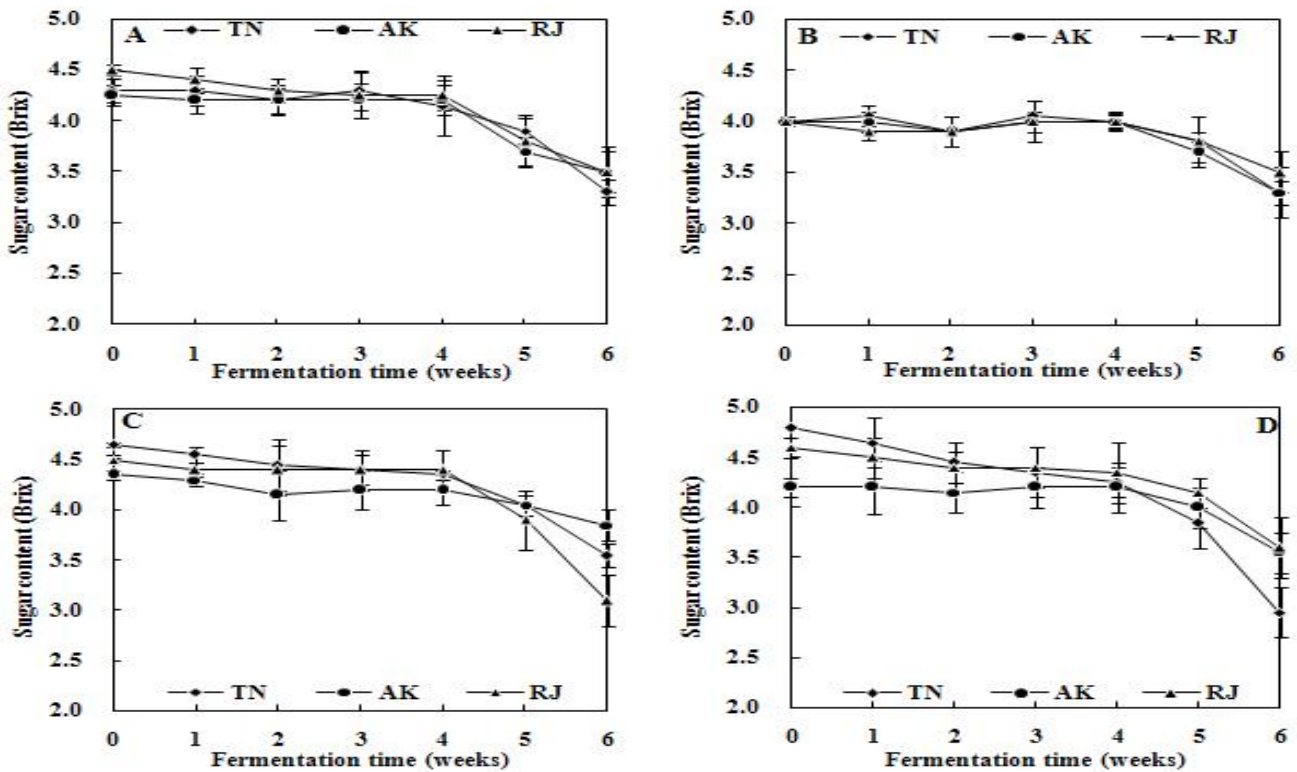 A TN AK RJ
Sugar content (Brix)
5.0
4.5
4.0
3.5
3.0
2.5
2.0
0 1 2 3 4 5 6
Fermentation time (weeks)
B TN AK RJ
Sugar content (Brix)
5.0
4.5
4.0
3.5
3.0
2.5
2.0
0 1 2 3 4 5 6
Fermentation time (weeks)
C
Sugar content (Brix)
5.0
4.5
4.0
3.5
3.0
2.5
2.0
TN AK RJ
0 1 2 3 4 5 6
Fermentation time (weeks)
D
Sugar content (Brix)
5.0
4.5
4.0
3.5
3.0
2.5
2.0
TN AK RJ
0 1 2 3 4 5 6
Fermentation time (weeks)